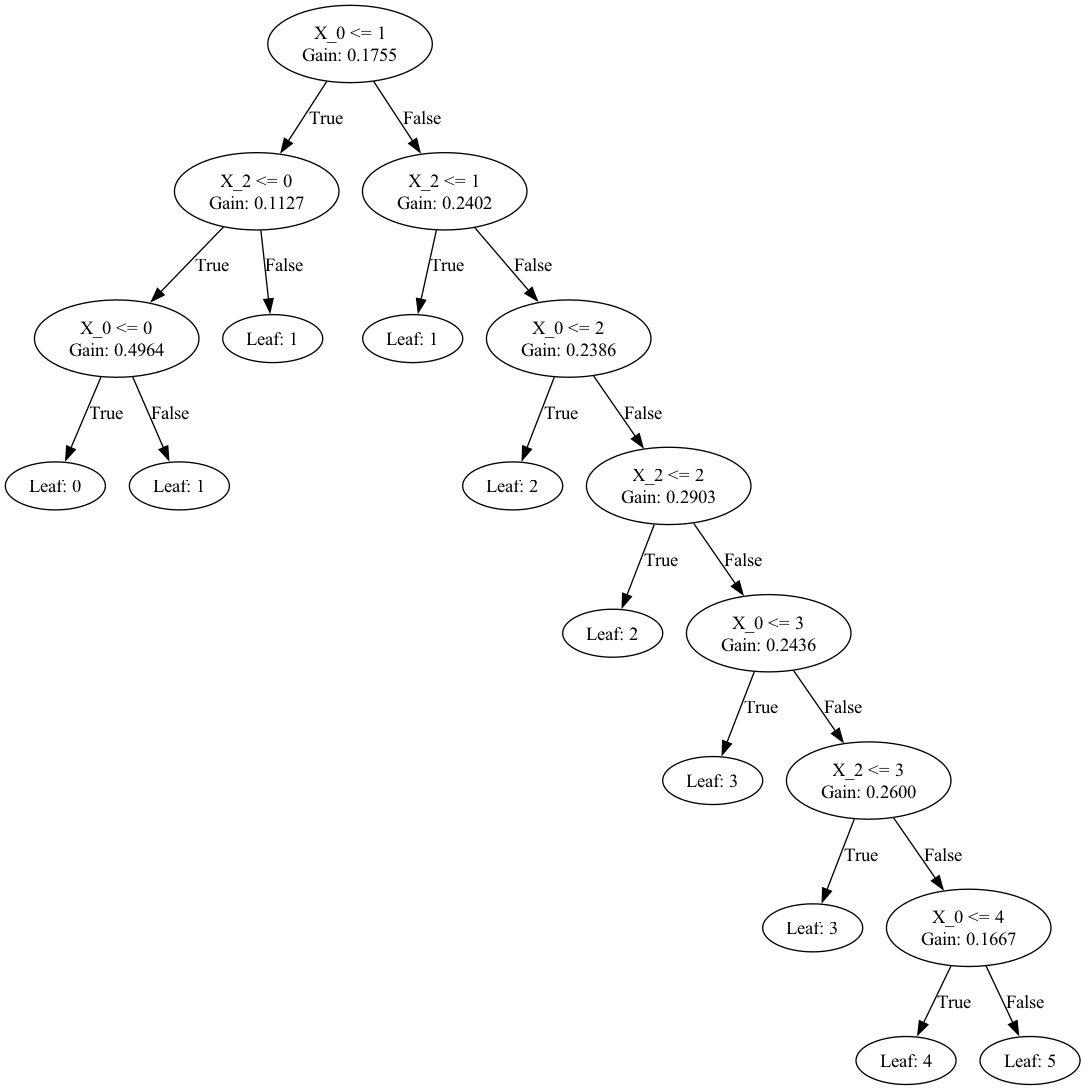 X_0 <= 1
Gain: 0.1755
True
False
X_2 <= 0
Gain: 0.1127
X_2 <= 1
Gain: 0.2402
True
False
True
False
X_0 <= 0
Gain: 0.4964
Leaf: 1
Leaf: 1
X_0 <= 2
Gain: 0.2386
True
False
True
False
Leaf: 0
Leaf: 1
Leaf: 2
X_2 <= 2
Gain: 0.2903
True
False
Leaf: 2
X_0 <= 3
Gain: 0.2436
True
False
Leaf: 3
X_2 <= 3
Gain: 0.2600
True
False
Leaf: 3
X_0 <= 4
Gain: 0.1667
True
False
Leaf: 4
Leaf: 5